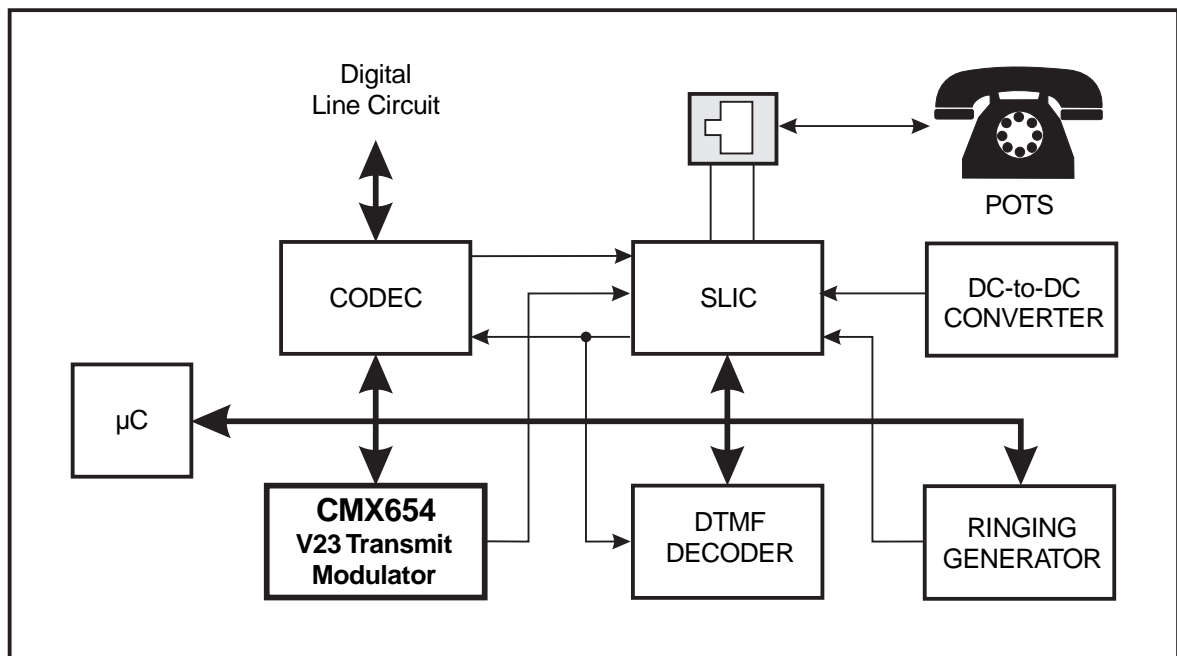 Digital
Line Circuit
POTS
CODEC
SLIC
DC-to-DC
CONVERTER
µC
CMX654
V23 Transmit
Modulator
DTMF
DECODER
RINGING
GENERATOR